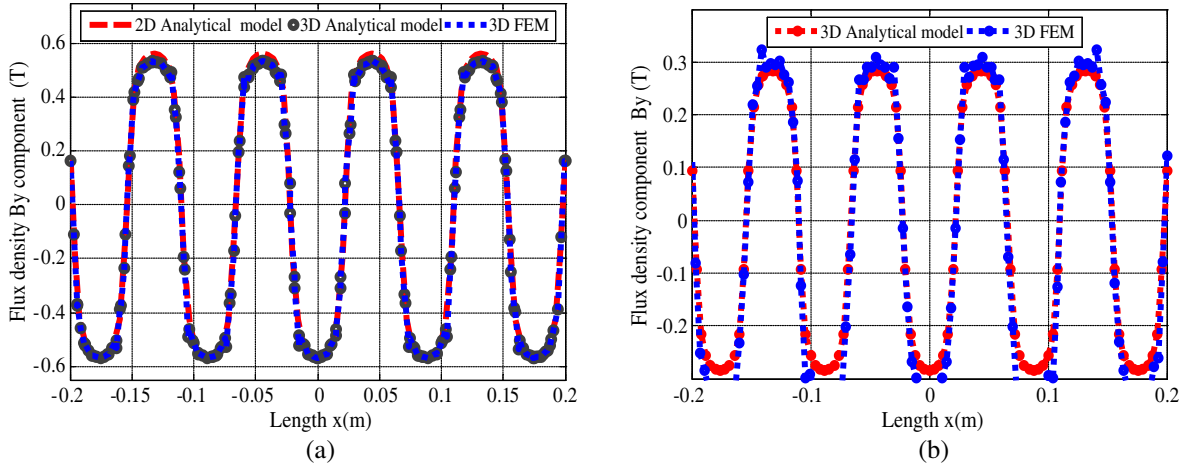 2D Analytical model 3D Analytical model 3D FEM
Flux density By component (T)
0.6
0.4
0.2
0
-0.2
-0.4
-0.6
-0.2 -0.15 -0.1 -0.05 0 0.05 0.1 0.15 0.2
Length x(m)
(a)
3D Analytical model 3D FEM
Flux density component By (T)
0.3
0.2
0.1
0
-0.1
-0.2
-0.2 -0.15 0 0.1 0.2
Length x(m)
(b)